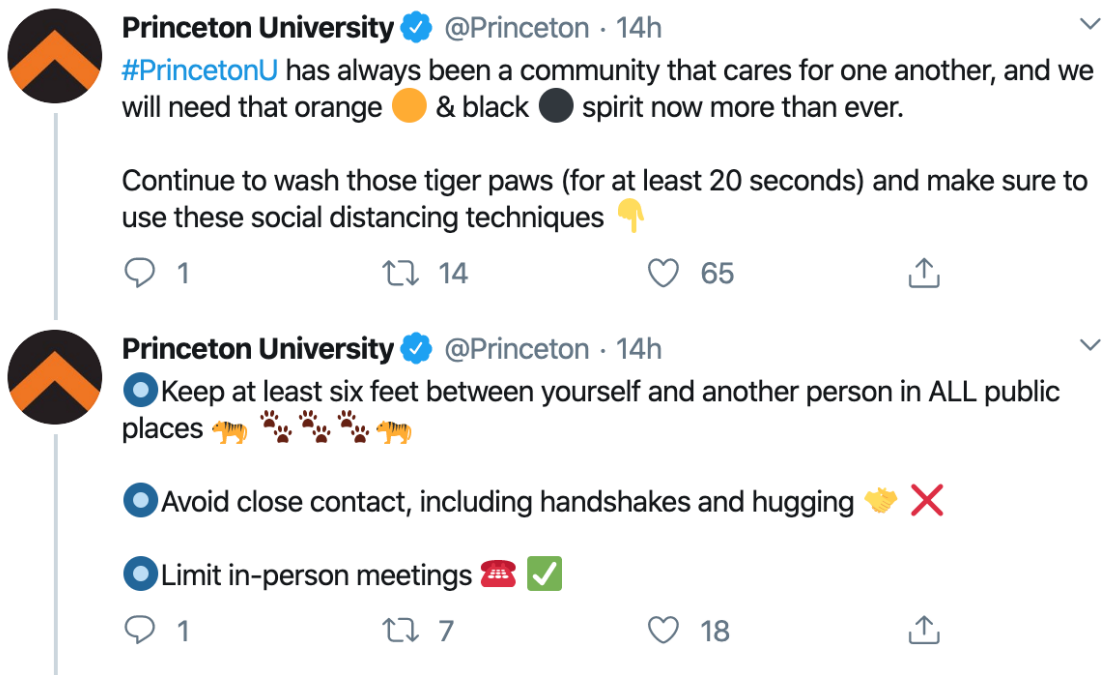 Princeton University @Princeton · 14h
#PrincetonU has always been a community that cares for one another, and we
will need that orange 🟠 & black ⚫ spirit now more than ever.
Continue to wash those tiger paws (for at least 20 seconds) and make sure to
use these social distancing techniques 👇
1 14 65
Princeton University @Princeton · 14h
🔵Keep at least six feet between yourself and another person in ALL public
places 🐅 🐾🐾🐾🐅
🔵Avoid close contact, including handshakes and hugging 🤝 ❌
🔵Limit in-person meetings ☎️ ✅
1 7 18